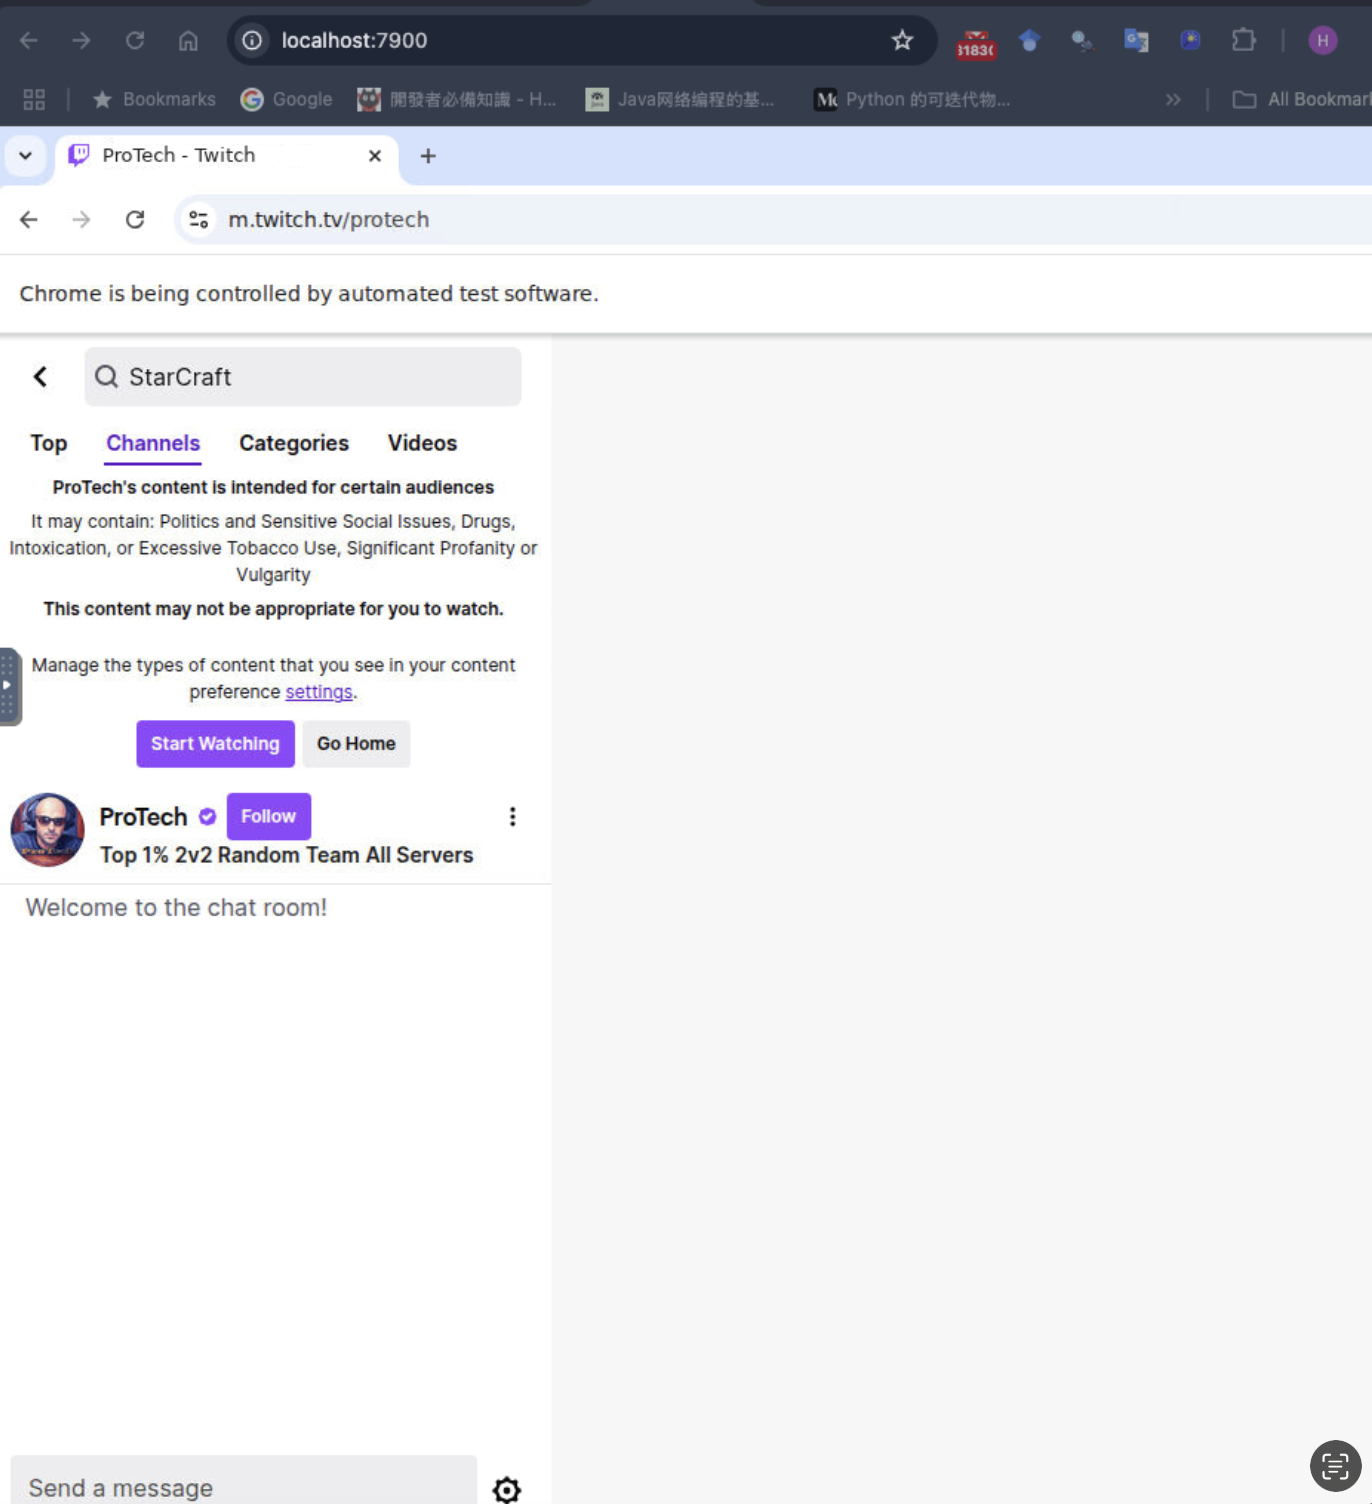 localhost:7900
H
Bookmarks
Google
開發者必備知識 - H...
Java网络编程的基...
Python 的可迭代物...
All Bookmark
ProTech - Twitch
m.twitch.tv/protech
Chrome is being controlled by automated test software.
StarCraft
Top
Channels
Categories
Videos
ProTech's content is intended for certain audiences
It may contain: Politics and Sensitive Social Issues, Drugs,
Intoxication, or Excessive Tobacco Use, Significant Profanity or
Vulgarity
This content may not be appropriate for you to watch.
Manage the types of content that you see in your content
preference settings.
Start Watching
Go Home
ProTech
Follow
Top 1% 2v2 Random Team All Servers
Welcome to the chat room!
Send a message